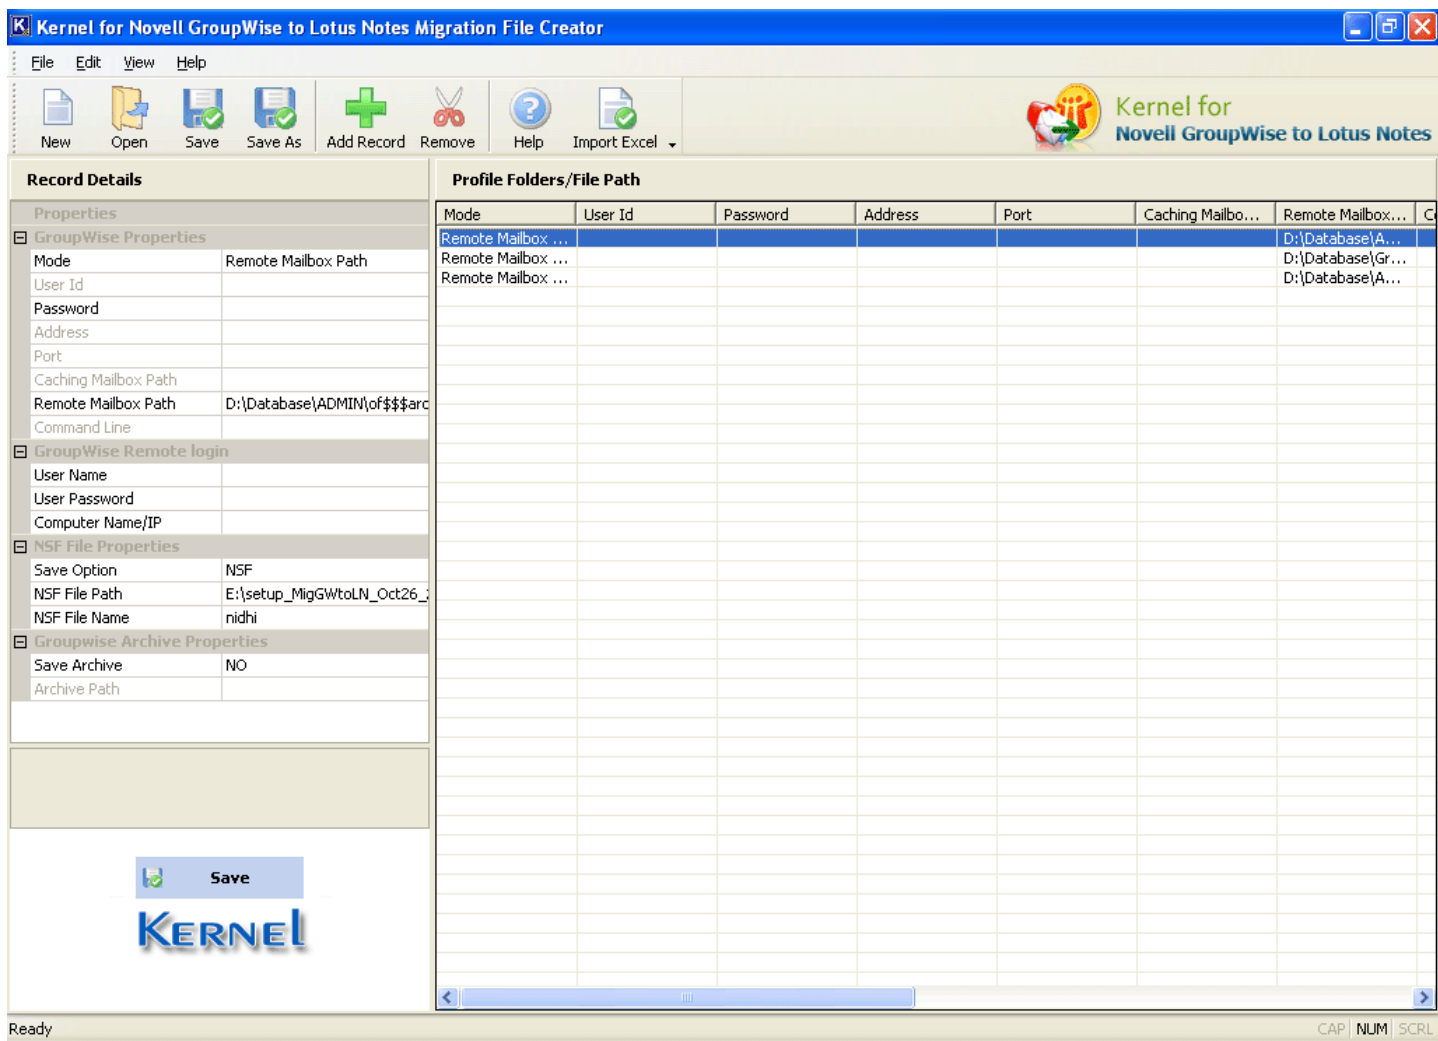 Kernel for Novell GroupWise to Lotus Notes Migration File Creator
File Edit View Help
New Open Save Save As Add Record Remove Help Import Excel
Kernel for
Novell GroupWise to Lotus Notes
Record Details
Profile Folders/File Path
Properties
GroupWise Properties
Mode Remote Mailbox Path
User Id
Password
Address
Port
Caching Mailbox Path
Remote Mailbox Path D:\Database\ADMIN\of$$$arc
Command Line
GroupWise Remote login
User Name
User Password
Computer Name/IP
NSF File Properties
Save Option NSF
NSF File Path E:\setup_MigGWtoLN_Oct26_
NSF File Name nidhi
Groupwise Archive Properties
Save Archive NO
Archive Path
Save
KERNEL
Mode User Id Password Address Port Caching Mailbo... Remote Mailbox...
Remote Mailbox ... D:\Database\A...
Remote Mailbox ... D:\Database\Gr...
Remote Mailbox ... D:\Database\A...
Ready
CAP NUM SCRL